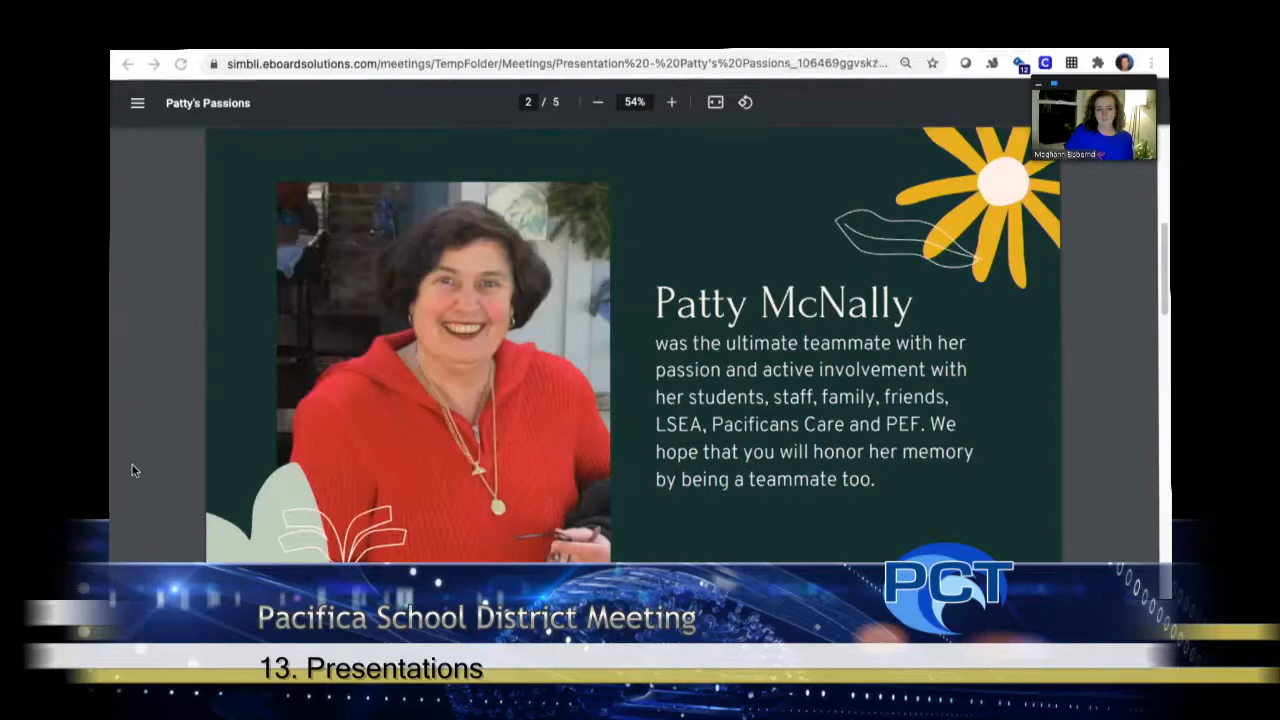 simbli.eboardsolutions.com/meetings/TempFolder/Meetings/Presentation%20-%20Patty's%20Passions_106469ggvskz...
12
Patty's Passions
2 / 5
54%
Meghann Elsbernd
Patty McNally
was the ultimate teammate with her
passion and active involvement with
her students, staff, family, friends,
LSEA, Pacificans Care and PEF. We
hope that you will honor her memory
by being a teammate too.
PCT
Pacifica School District Meeting
13. Presentations